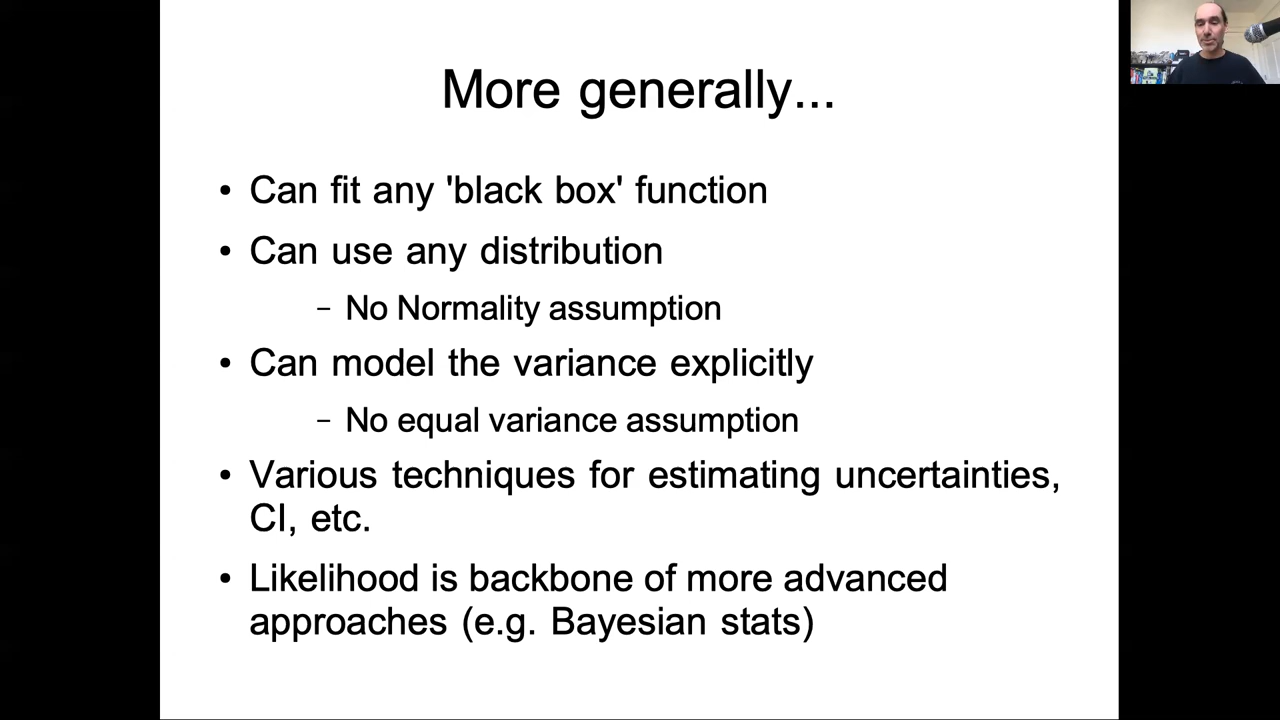 More generally...
• Can fit any 'black box' function
• Can use any distribution
– No Normality assumption
• Can model the variance explicitly
– No equal variance assumption
• Various techniques for estimating uncertainties,
CI, etc.
• Likelihood is backbone of more advanced
approaches (e.g. Bayesian stats)